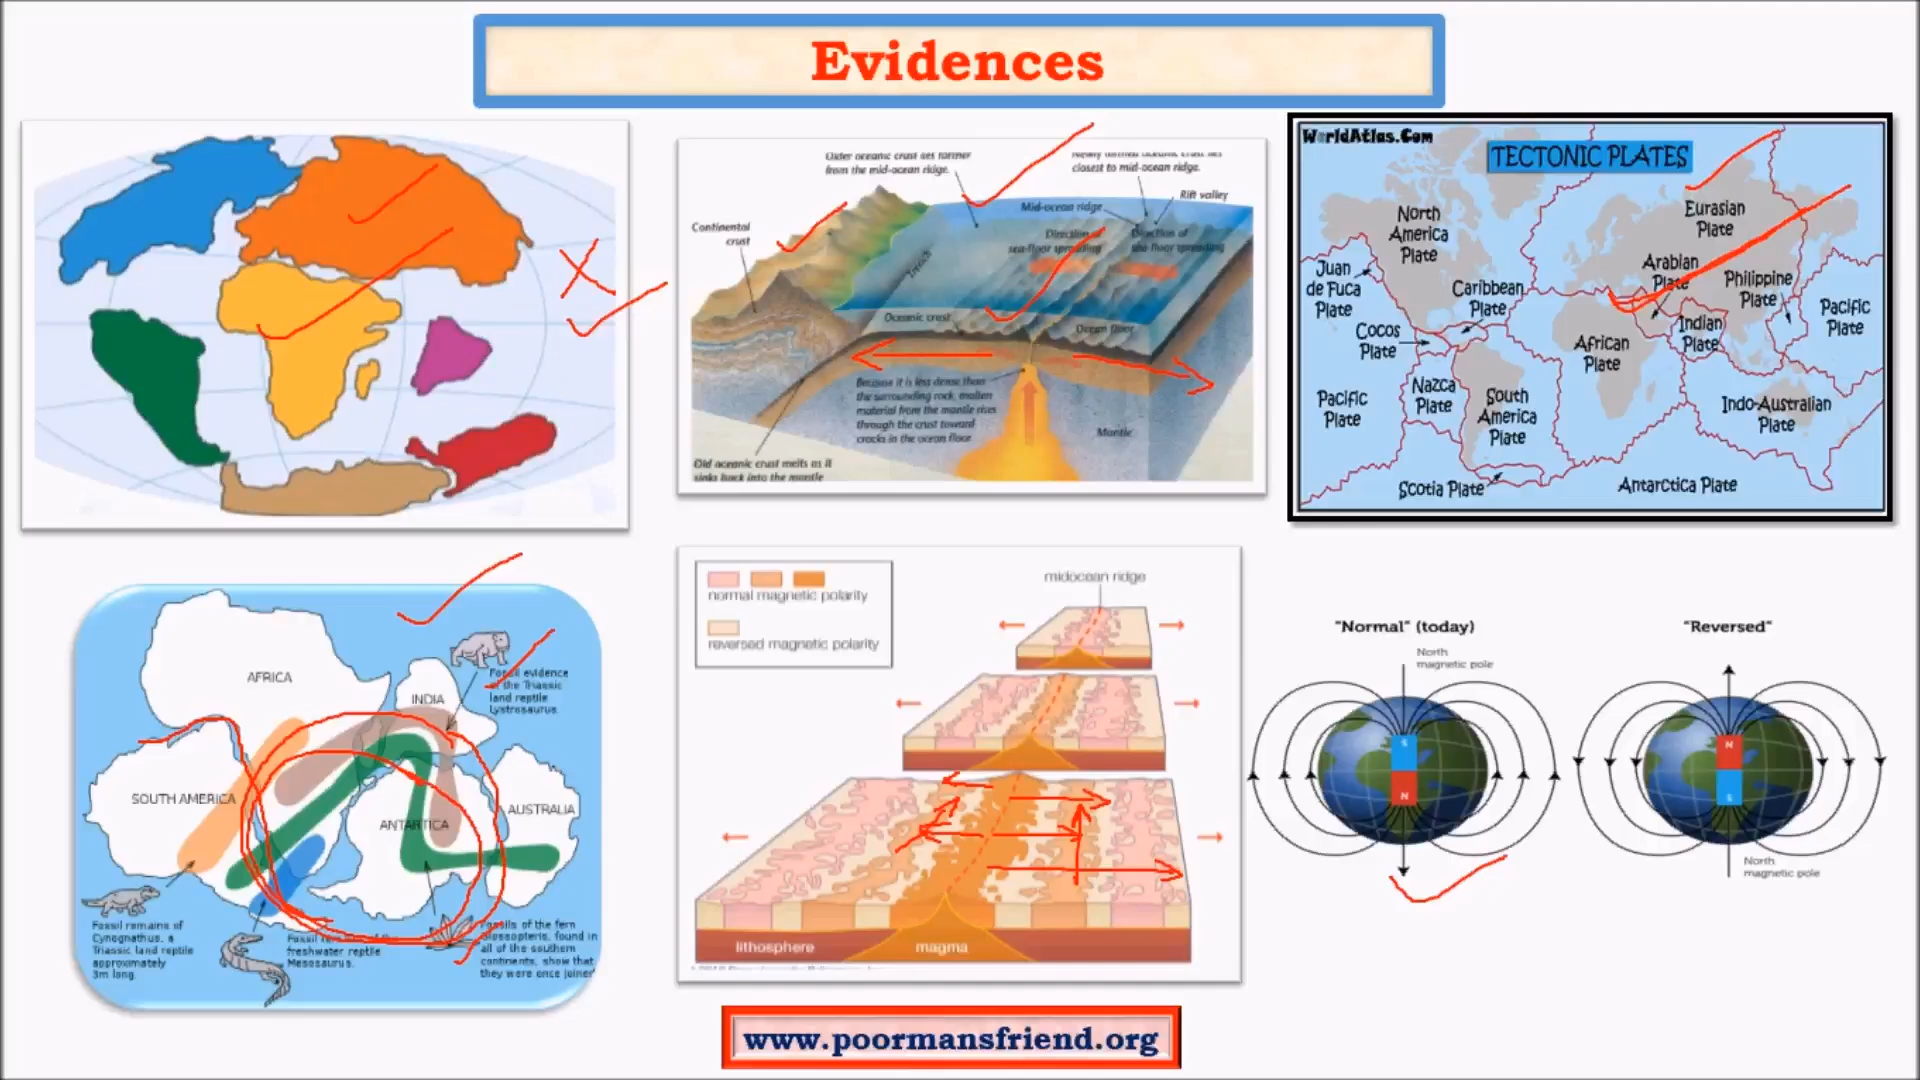 Evidences
Older oceanic crust lies farther
from the mid-ocean ridge.
closest to mid-ocean ridge.
Rift valley
Mid-ocean ridge
Continental
crust
Direction of
sea-floor spreading
Direction of
sea-floor spreading
Trench
Oceanic crust
Ocean floor
Because it is less dense than
the surrounding rock, molten
material from the mantle rises
through the crust toward
cracks in the ocean floor
Mantle
Old oceanic crust melts as it
sinks back into the mantle
WorldAtlas.Com
TECTONIC PLATES
North
America
Plate
Eurasian
Plate
Juan
de Fuca
Plate
Caribbean
Plate
Arabian
Plate
Philippine
Plate
Pacific
Plate
Cocos
Plate
African
Plate
Indian
Plate
Pacific
Plate
Nazca
Plate
South
America
Plate
Indo-Australian
Plate
Scotia Plate
Antarctica Plate
AFRICA
INDIA
Fossil evidence
of the Triassic
land reptile
Lystrosaurus.
SOUTH AMERICA
ANTARTICA
AUSTRALIA
Fossil remains of
Cynognathus, a
Triassic land reptile
approximately
3m long.
Fossil
freshwater reptile
Mesosaurus.
Fossils of the fern
Glossopteris, found in
all of the southern
continents, show that
they were once joined
normal magnetic polarity
reversed magnetic polarity
midocean ridge
lithosphere
magma
"Normal" (today)
North
magnetic pole
S
N
"Reversed"
N
S
North
magnetic pole
www.poormansfriend.org